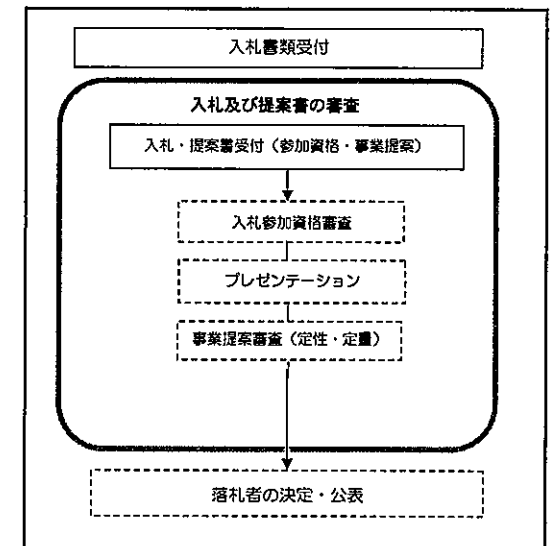 入札書類受付
入札及び提案書の審査
入札・提案書受付（参加資格・事業提案）
入札参加資格審査
プレゼンテーション
事業提案審査（定性・定量）
落札者の決定・公表